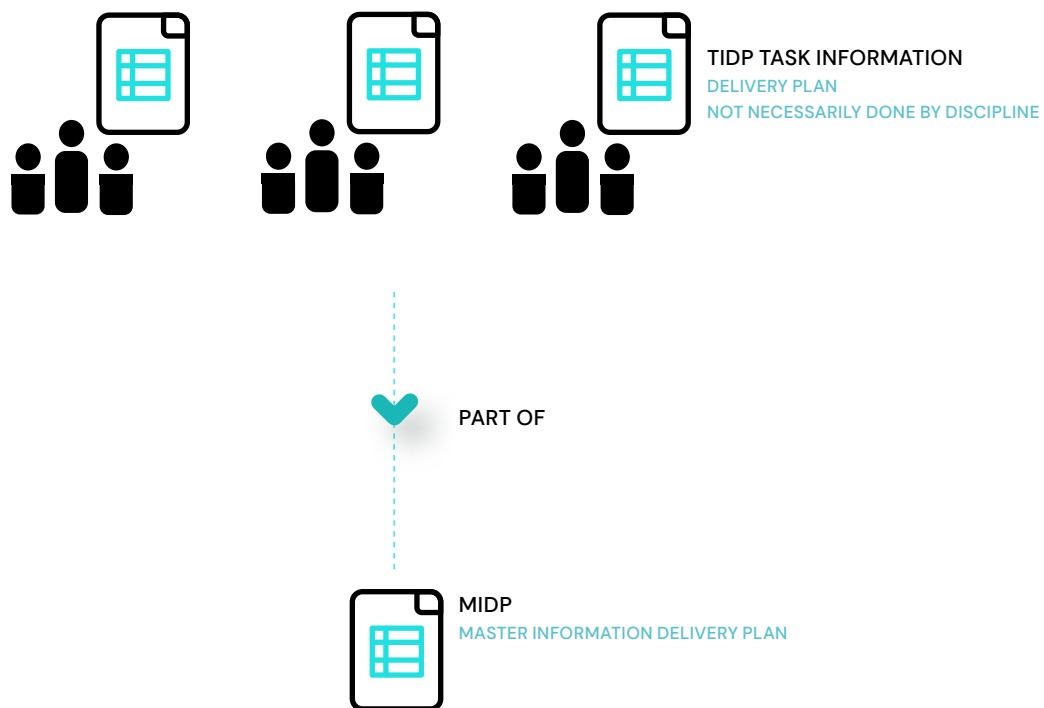 TIDP TASK INFORMATION
DELIVERY PLAN
NOT NECESSARILY DONE BY DISCIPLINE
PART OF
MIDP
MASTER INFORMATION DELIVERY PLAN